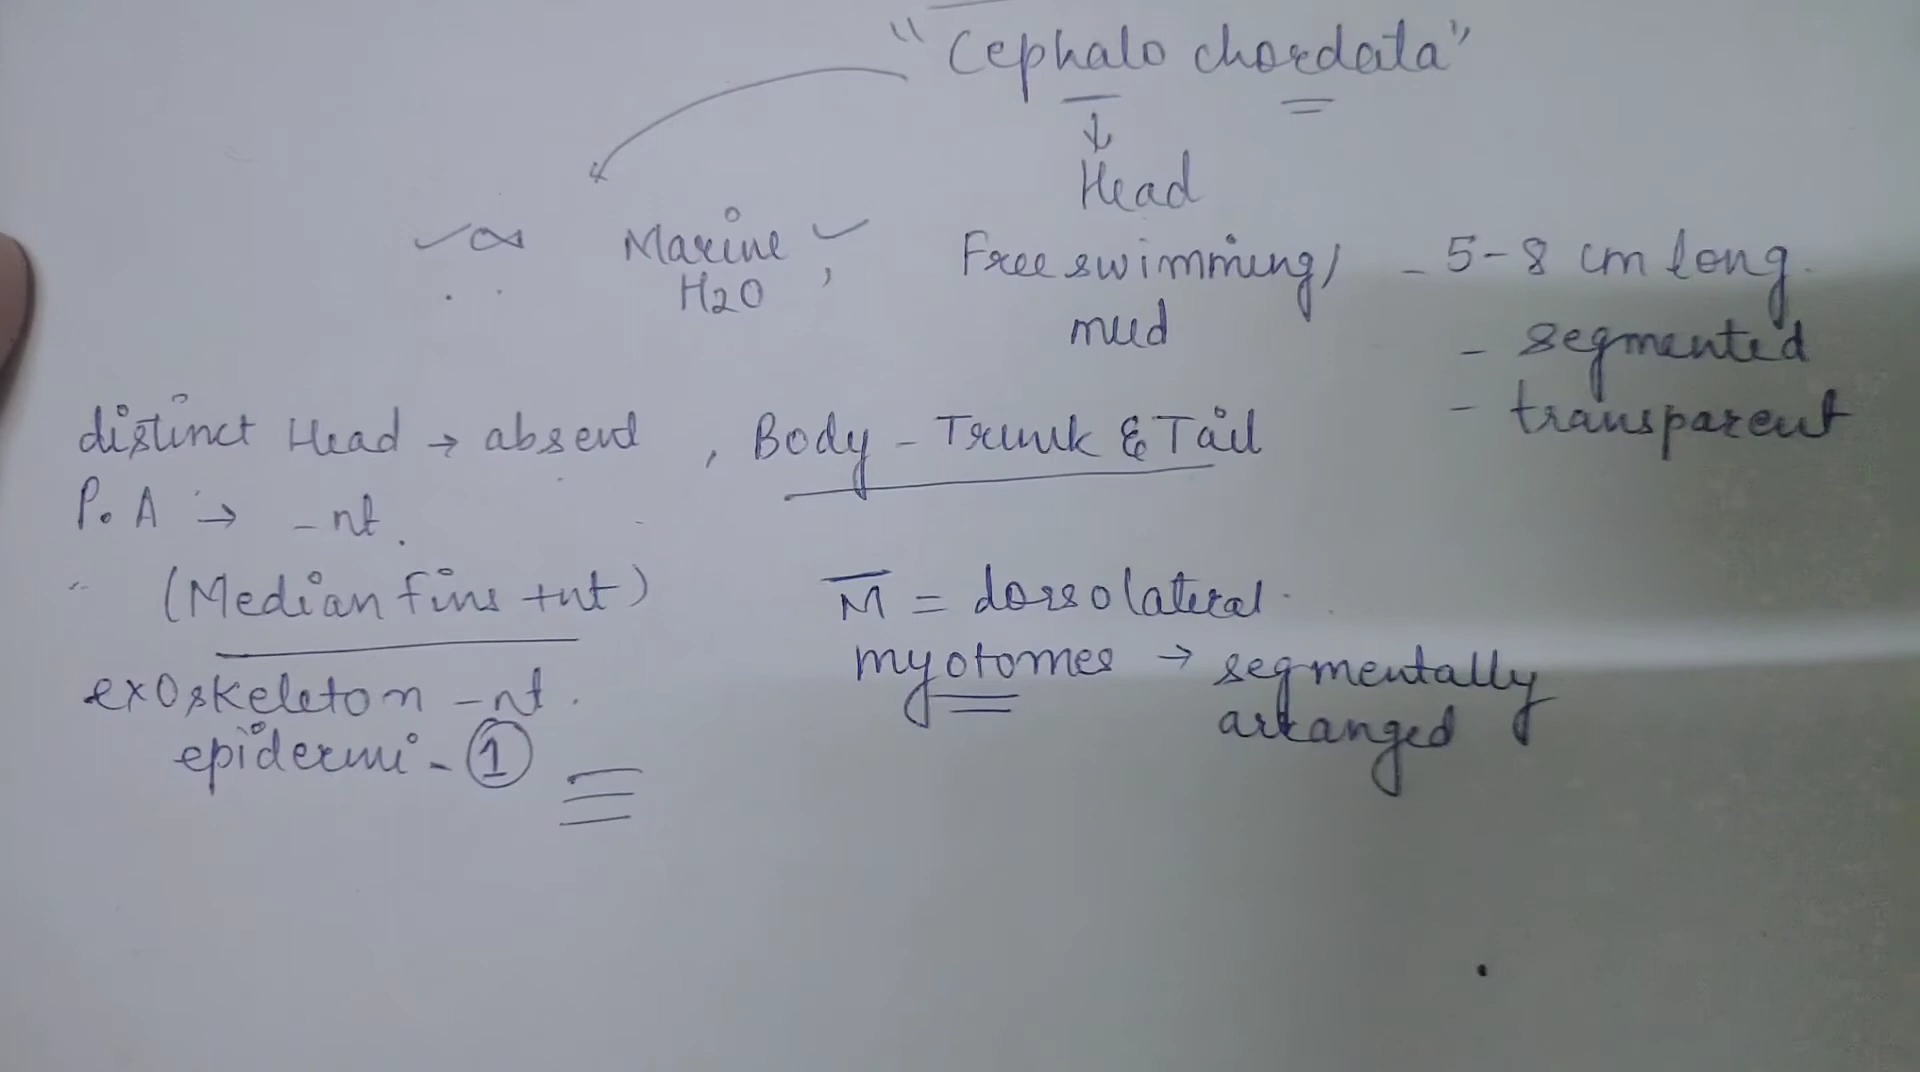 "Cephalo chordata"
Head
Marine ✓ Free swimming / - 5-8 cm long.
H2O , mud
- segmented
- transparent
distinct Head → absent , Body - Trunk & Tail
P. A → -nt.
(Median fins +nt)
M = dorsolateral
myotomes → segmentally
arranged
exoskeleton -nt.
epidermi - 1